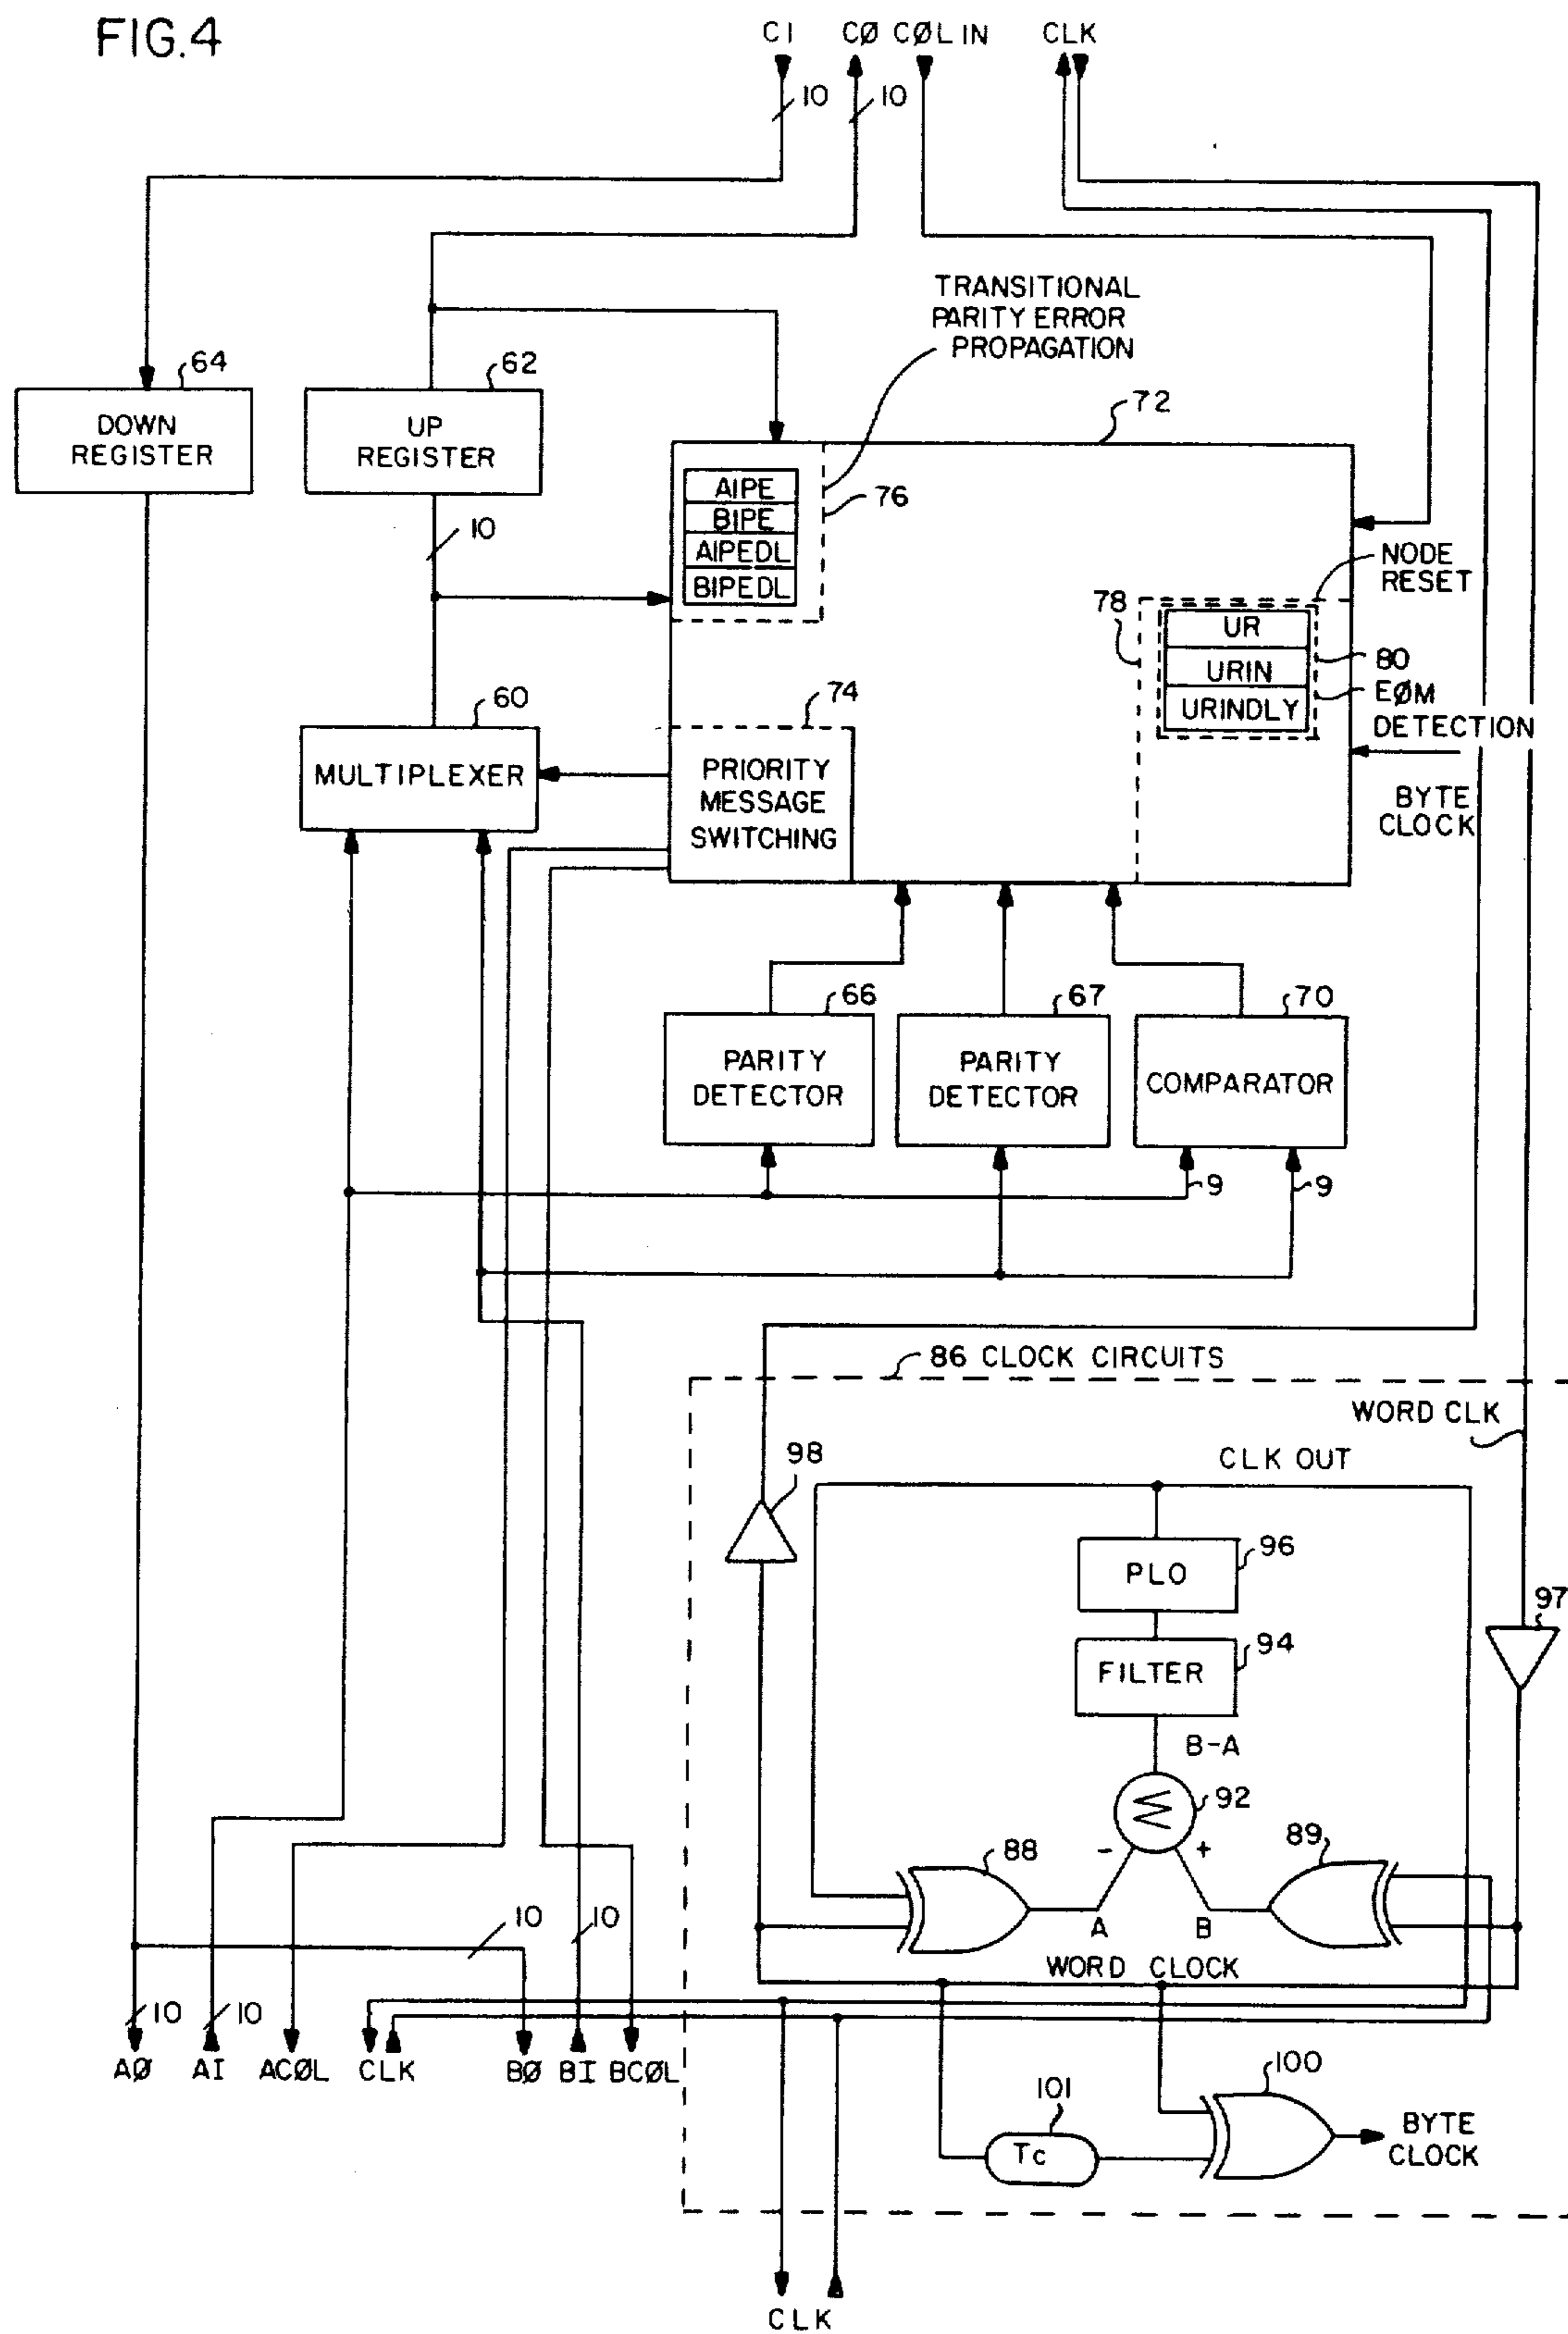 FIG.4
CI
CØ
CØLIN
CLK
10
10
TRANSITIONAL
PARITY ERROR
PROPAGATION
64
62
72
DOWN
REGISTER
UP
REGISTER
AIPE
BIPE
AIPEDL
BIPEDL
76
10
NODE
RESET
78
UR
URIN
URINDLY
80
EØM
DETECTION
74
60
MULTIPLEXER
PRIORITY
MESSAGE
SWITCHING
BYTE
CLOCK
66
67
70
PARITY
DETECTOR
PARITY
DETECTOR
COMPARATOR
9
9
86 CLOCK CIRCUITS
WORD CLK
98
CLK OUT
PLO
96
97
FILTER
94
B-A
Σ
92
88
-
+
89
A
B
10
10
WORD CLOCK
10
10
AØ
AI
ACØL
CLK
BØ
BI
BCØL
100
101
Tc
BYTE
CLOCK
CLK